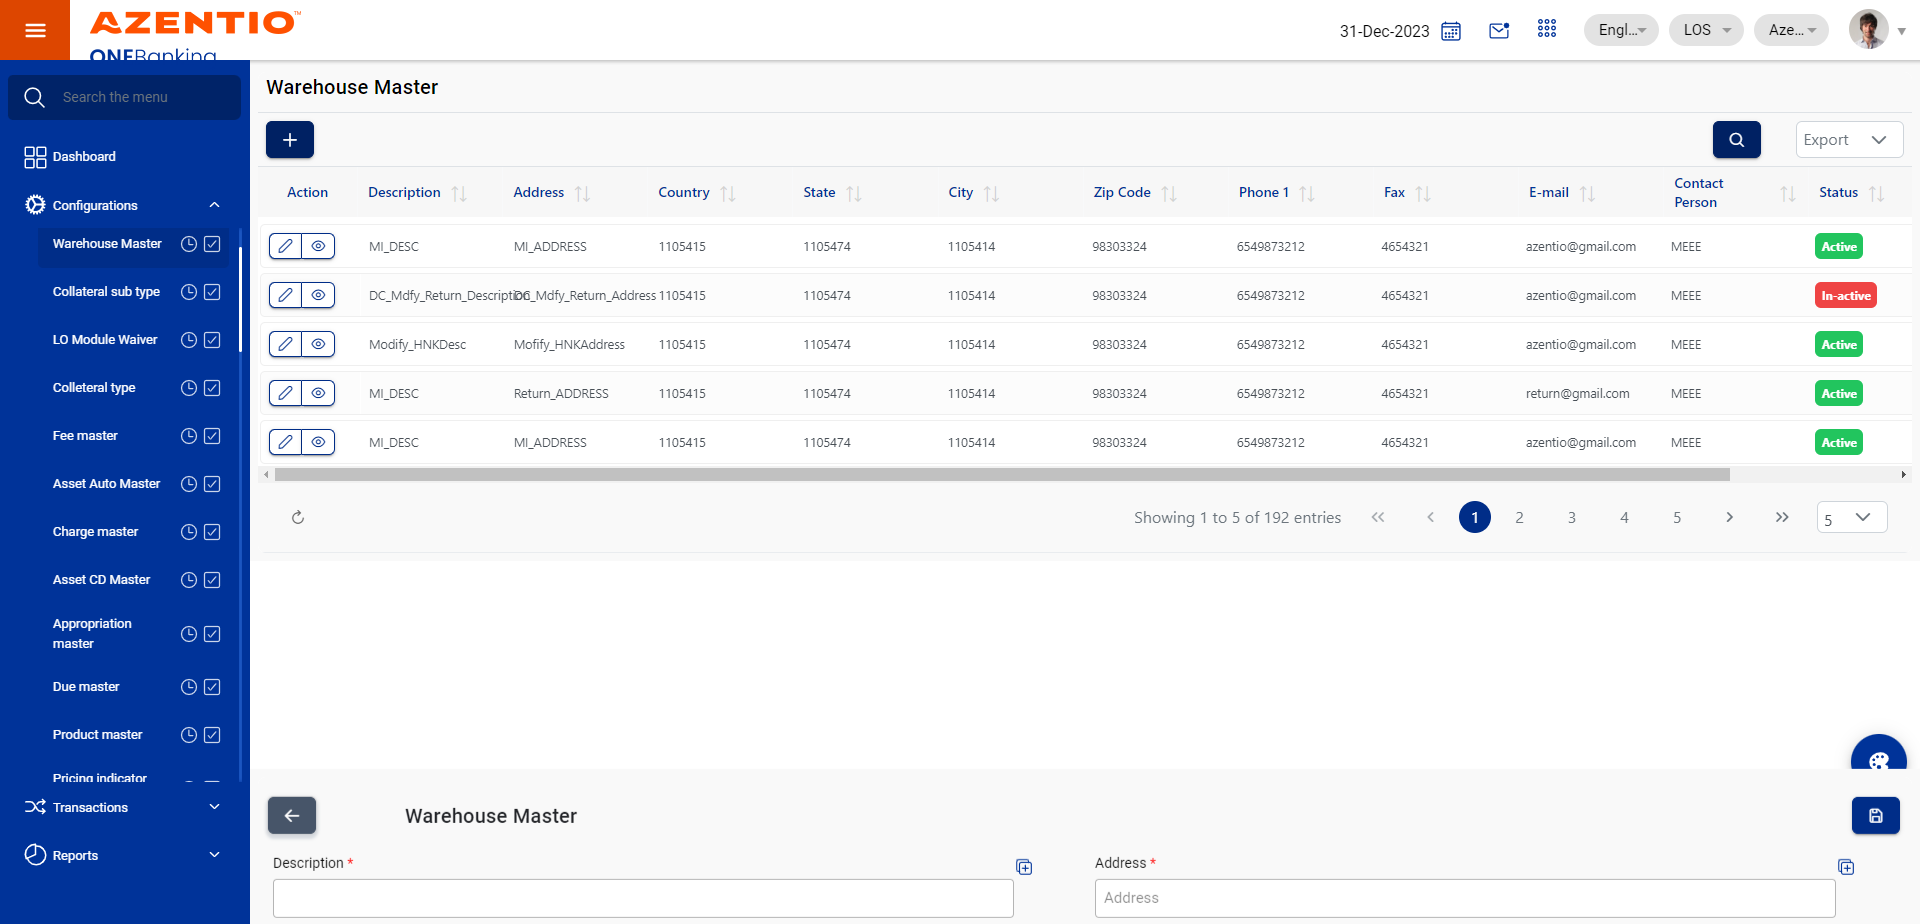 AZENTIO™
ONEBanking
31-Dec-2023
Engl...
LOS
Aze...
Search the menu
Dashboard
Configurations
Warehouse Master
Collateral sub type
LO Module Waiver
Colleteral type
Fee master
Asset Auto Master
Charge master
Asset CD Master
Appropriation
master
Due master
Product master
Pricing indicator
Transactions
Reports
Warehouse Master
Export
Action Description Address Country State City Zip Code Phone 1 Fax E-mail Contact Person Status
MI_DESC MI_ADDRESS 1105415 1105474 1105414 98303324 6549873212 4654321 azentio@gmail.com MEEE Active
DC_Mdfy_Return_Description DC_Mdfy_Return_Address 1105415 1105474 1105414 98303324 6549873212 4654321 azentio@gmail.com MEEE In-active
Modify_HNKDesc Mofify_HNKAddress 1105415 1105474 1105414 98303324 6549873212 4654321 azentio@gmail.com MEEE Active
MI_DESC Return_ADDRESS 1105415 1105474 1105414 98303324 6549873212 4654321 return@gmail.com MEEE Active
MI_DESC MI_ADDRESS 1105415 1105474 1105414 98303324 6549873212 4654321 azentio@gmail.com MEEE Active
Showing 1 to 5 of 192 entries 1 2 3 4 5 5
Warehouse Master
Description * Address *
Address